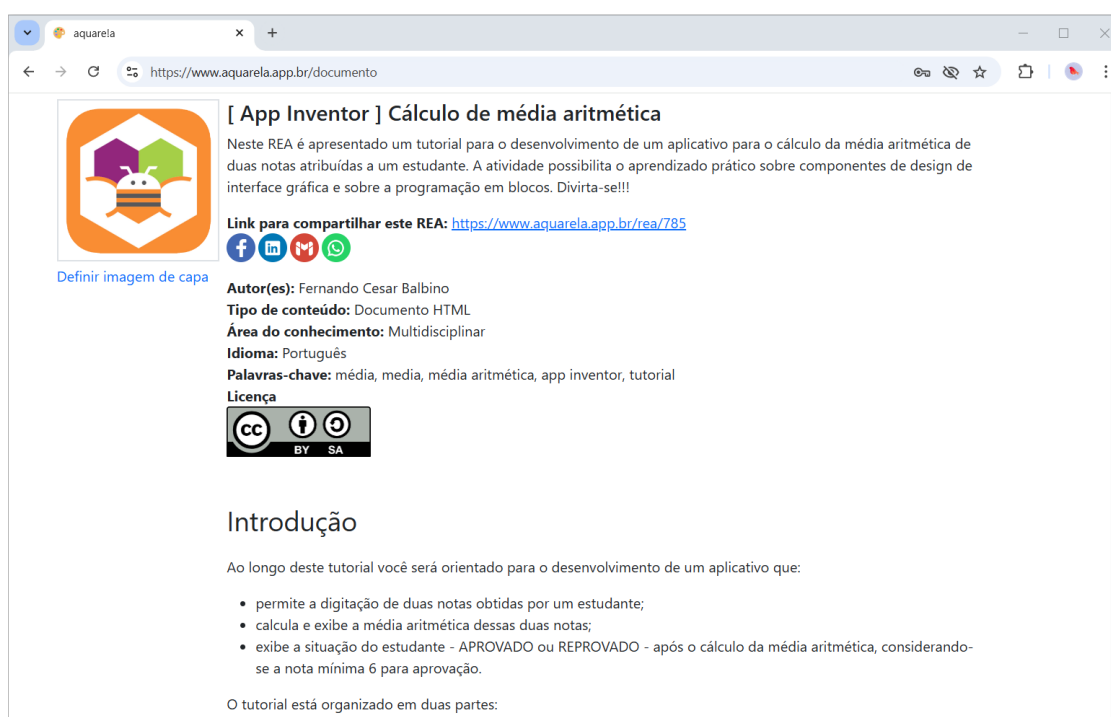 aquarela
https://www.aquarela.app.br/documento
[ App Inventor ] Cálculo de média aritmética
Neste REA é apresentado um tutorial para o desenvolvimento de um aplicativo para o cálculo da média aritmética de
duas notas atribuídas a um estudante. A atividade possibilita o aprendizado prático sobre componentes de design de
interface gráfica e sobre a programação em blocos. Divirta-se!!!
Link para compartilhar este REA: https://www.aquarela.app.br/rea/785
Definir imagem de capa
Autor(es): Fernando Cesar Balbino
Tipo de conteúdo: Documento HTML
Área do conhecimento: Multidisciplinar
Idioma: Português
Palavras-chave: média, media, média aritmética, app inventor, tutorial
Licença
cc BY SA
Introdução
Ao longo deste tutorial você será orientado para o desenvolvimento de um aplicativo que:
• permite a digitação de duas notas obtidas por um estudante;
• calcula e exibe a média aritmética dessas duas notas;
• exibe a situação do estudante - APROVADO ou REPROVADO - após o cálculo da média aritmética, considerando-
se a nota mínima 6 para aprovação.
O tutorial está organizado em duas partes: